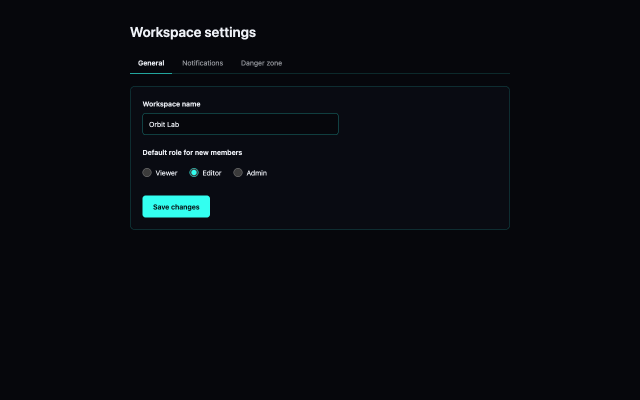 Workspace settings
General Notifications Danger zone
Workspace name
Orbit Lab
Default role for new members
Viewer Editor Admin
Save changes